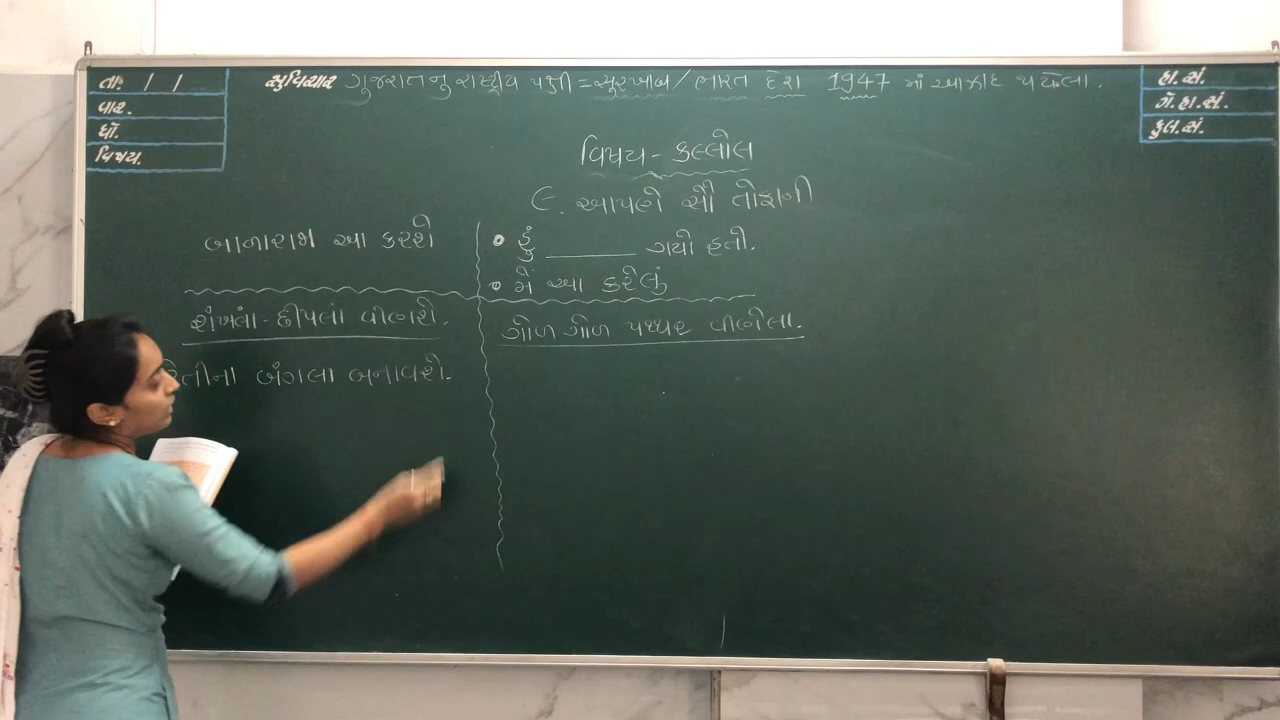 તા: / /
વાર.
ધો.
વિષય.
સુવિચાર ગુજરાતનુ રાષ્ટ્રીય પક્ષી = સૂરખાબ / ભારત દેશ 1947 માં આઝાદ થયેલા.
હા.સં.
ગે.હા.સં.
કુલ.સં.
વિષય - કલ્લોલ
૯. આપણે સૌ તોફાની
બાનારામ આ કરશે
• હું ______ ગયો હતો.
• મેં આ કરેલું
શંખલા - છીપલાં વીણશે.
ગોળ ગોળ પથ્થર વીણેલા.
રેતીના બંગલા બનાવશે.